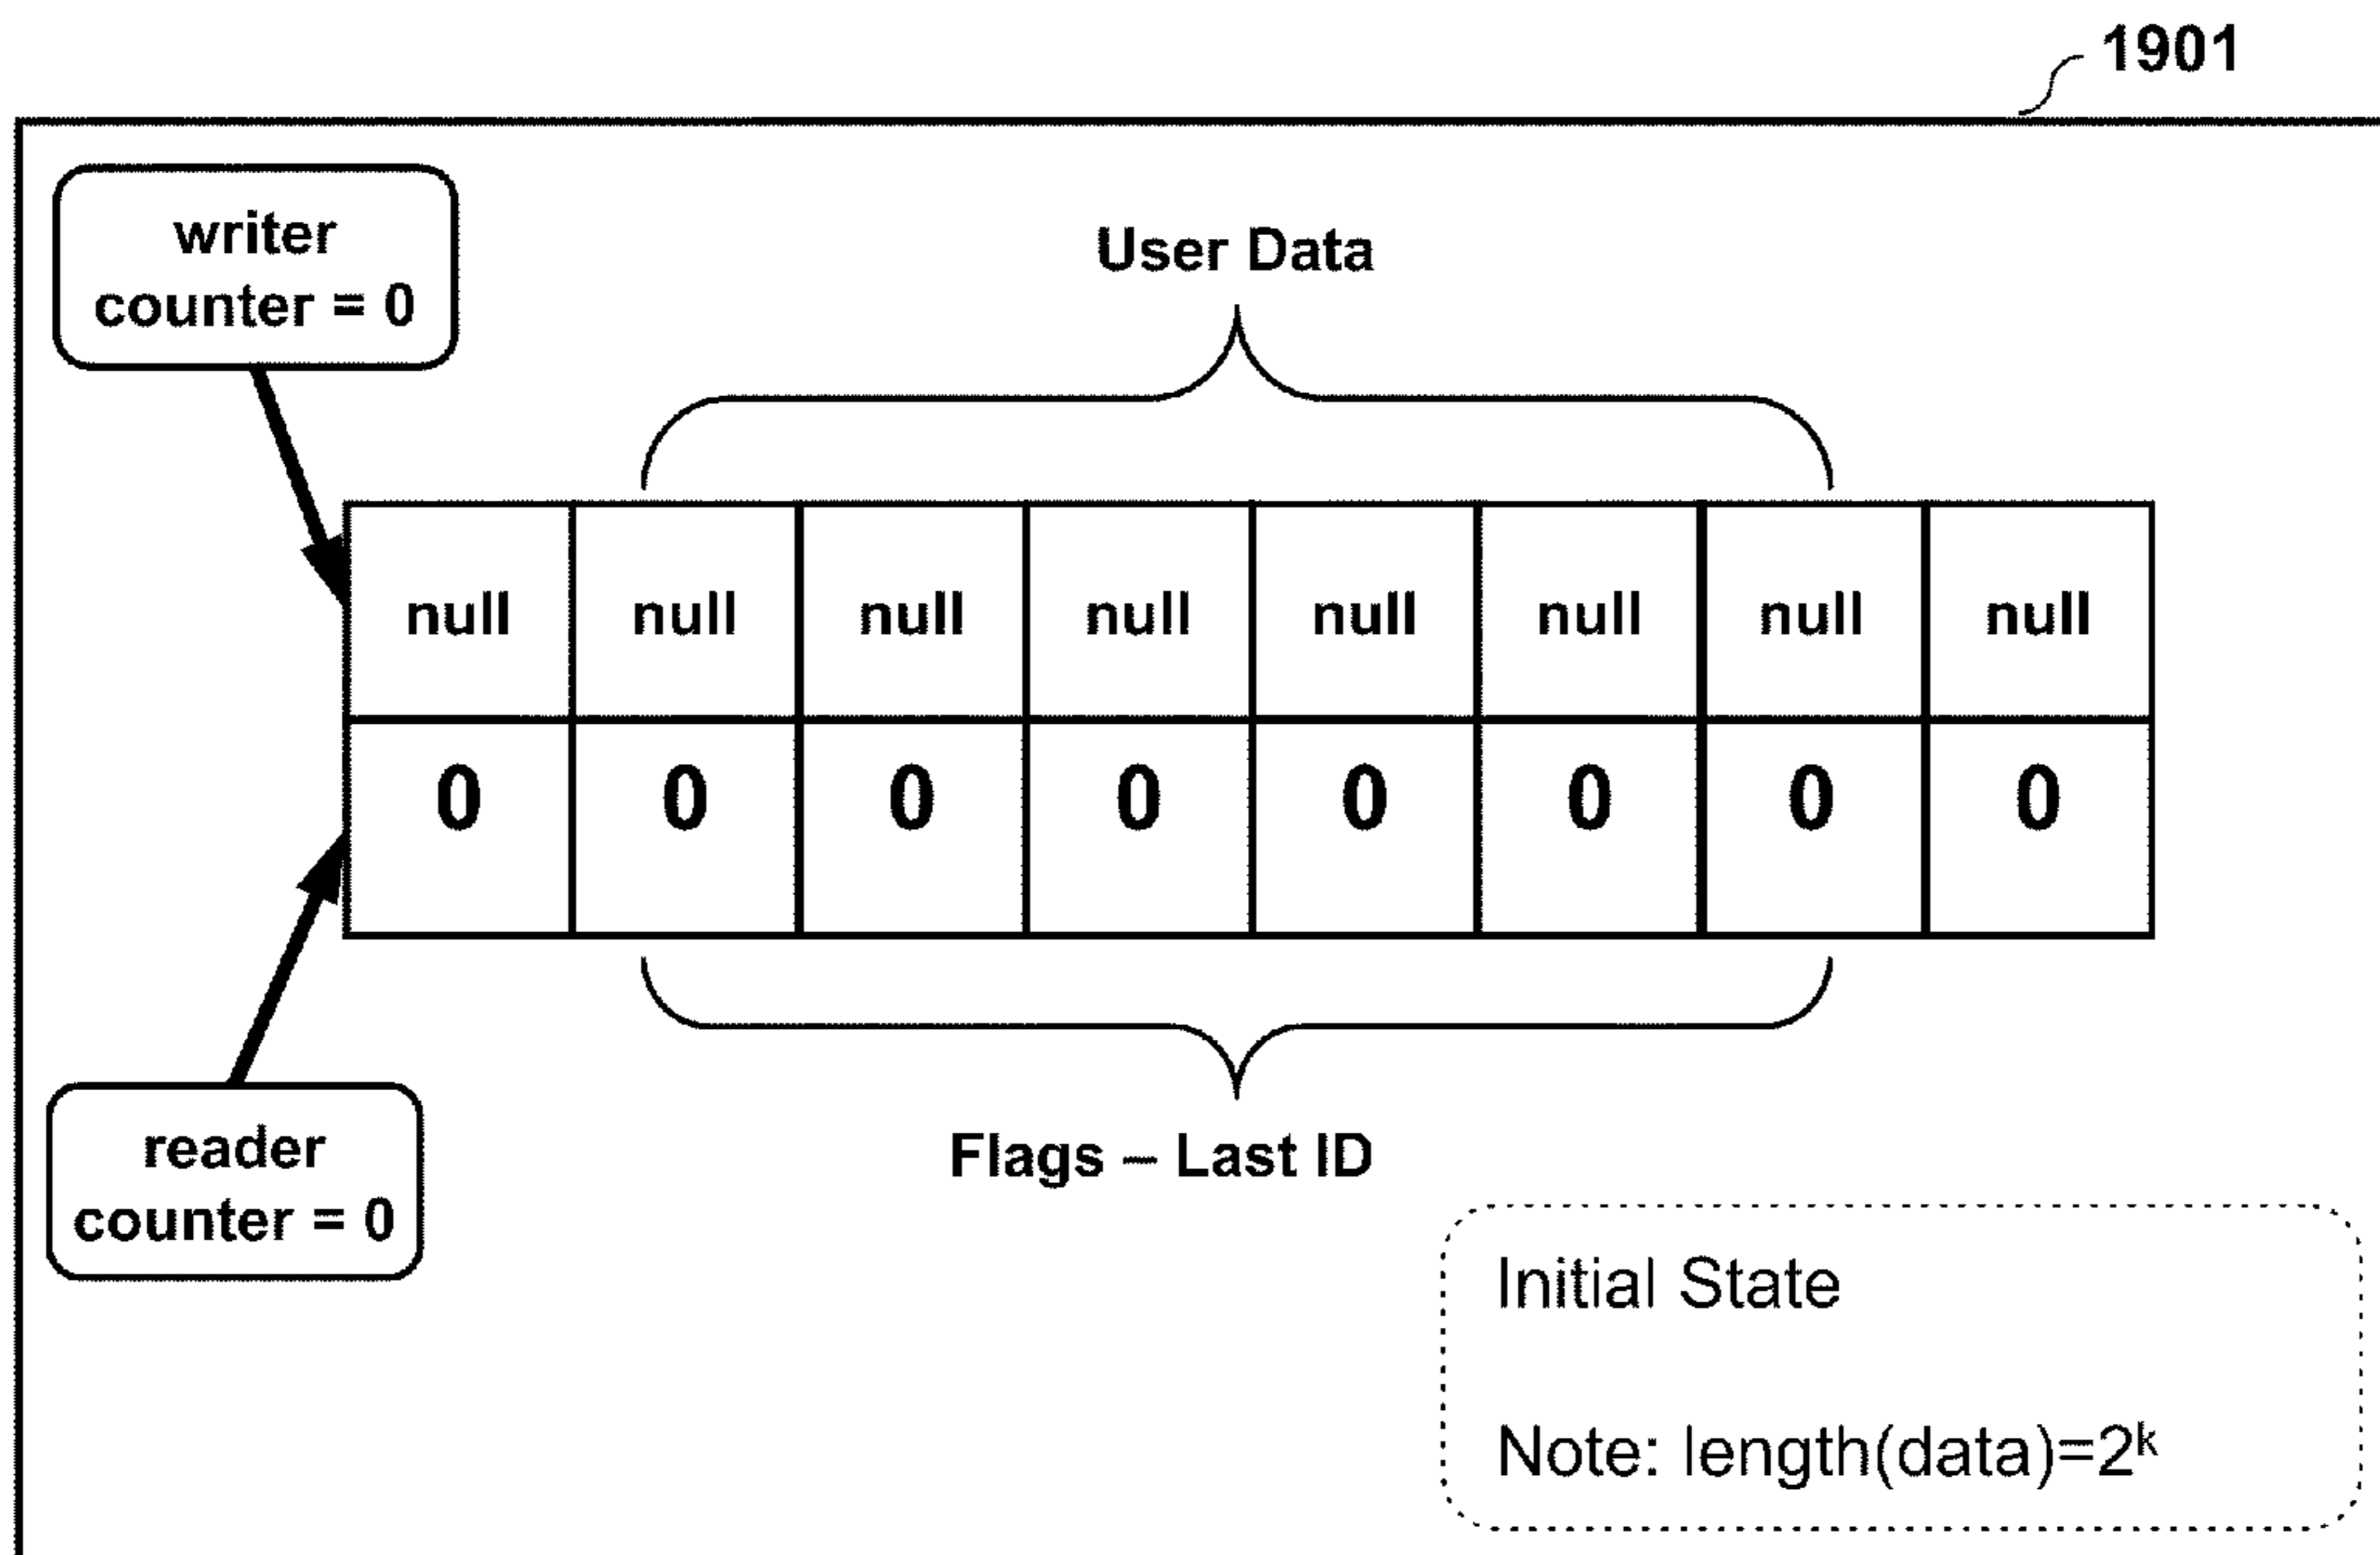 1901
writer
counter = 0
User Data
null null null null null null null null
0 0 0 0 0 0 0 0
reader
counter = 0
Flags – Last ID
Initial State
Note: length(data)=2ᵏ